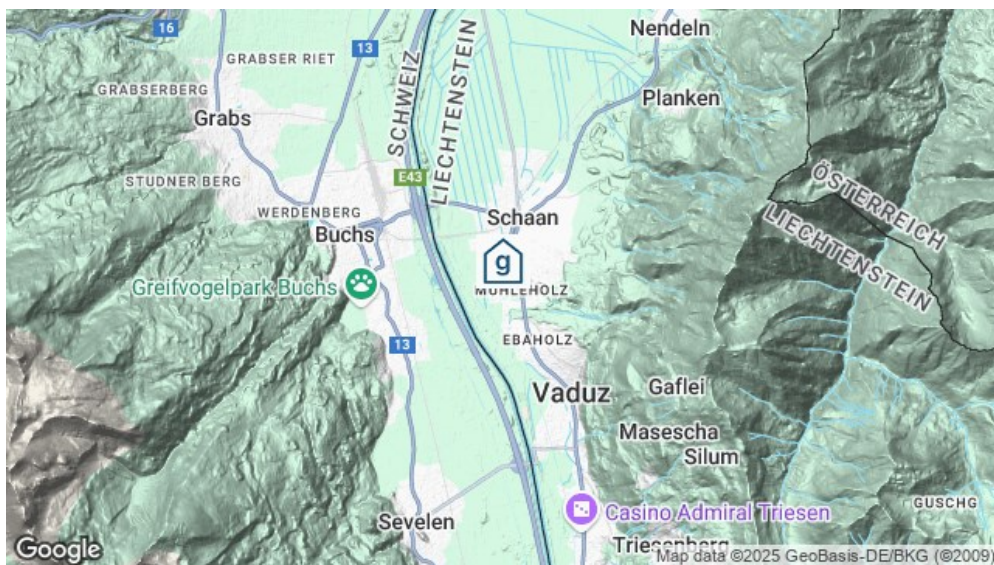 16
Nendeln
13
GRABSER RIET
SCHWEIZ
LIECHTENSTEIN
GRABSERBERG
Planken
Grabs
E43
STUDNER BERG
ÖSTERREICH
LIECHTENSTEIN
WERDENBERG
Schaan
Buchs
g
Greifvogelpark Buchs
MÜHLEHOLZ
13
EBAHOLZ
Vaduz
Gaflei
Masescha
Silum
GUSCHG
Casino Admiral Triesen
Sevelen
Triesenberg
Google
Map data ©2025 GeoBasis-DE/BKG (©2009)